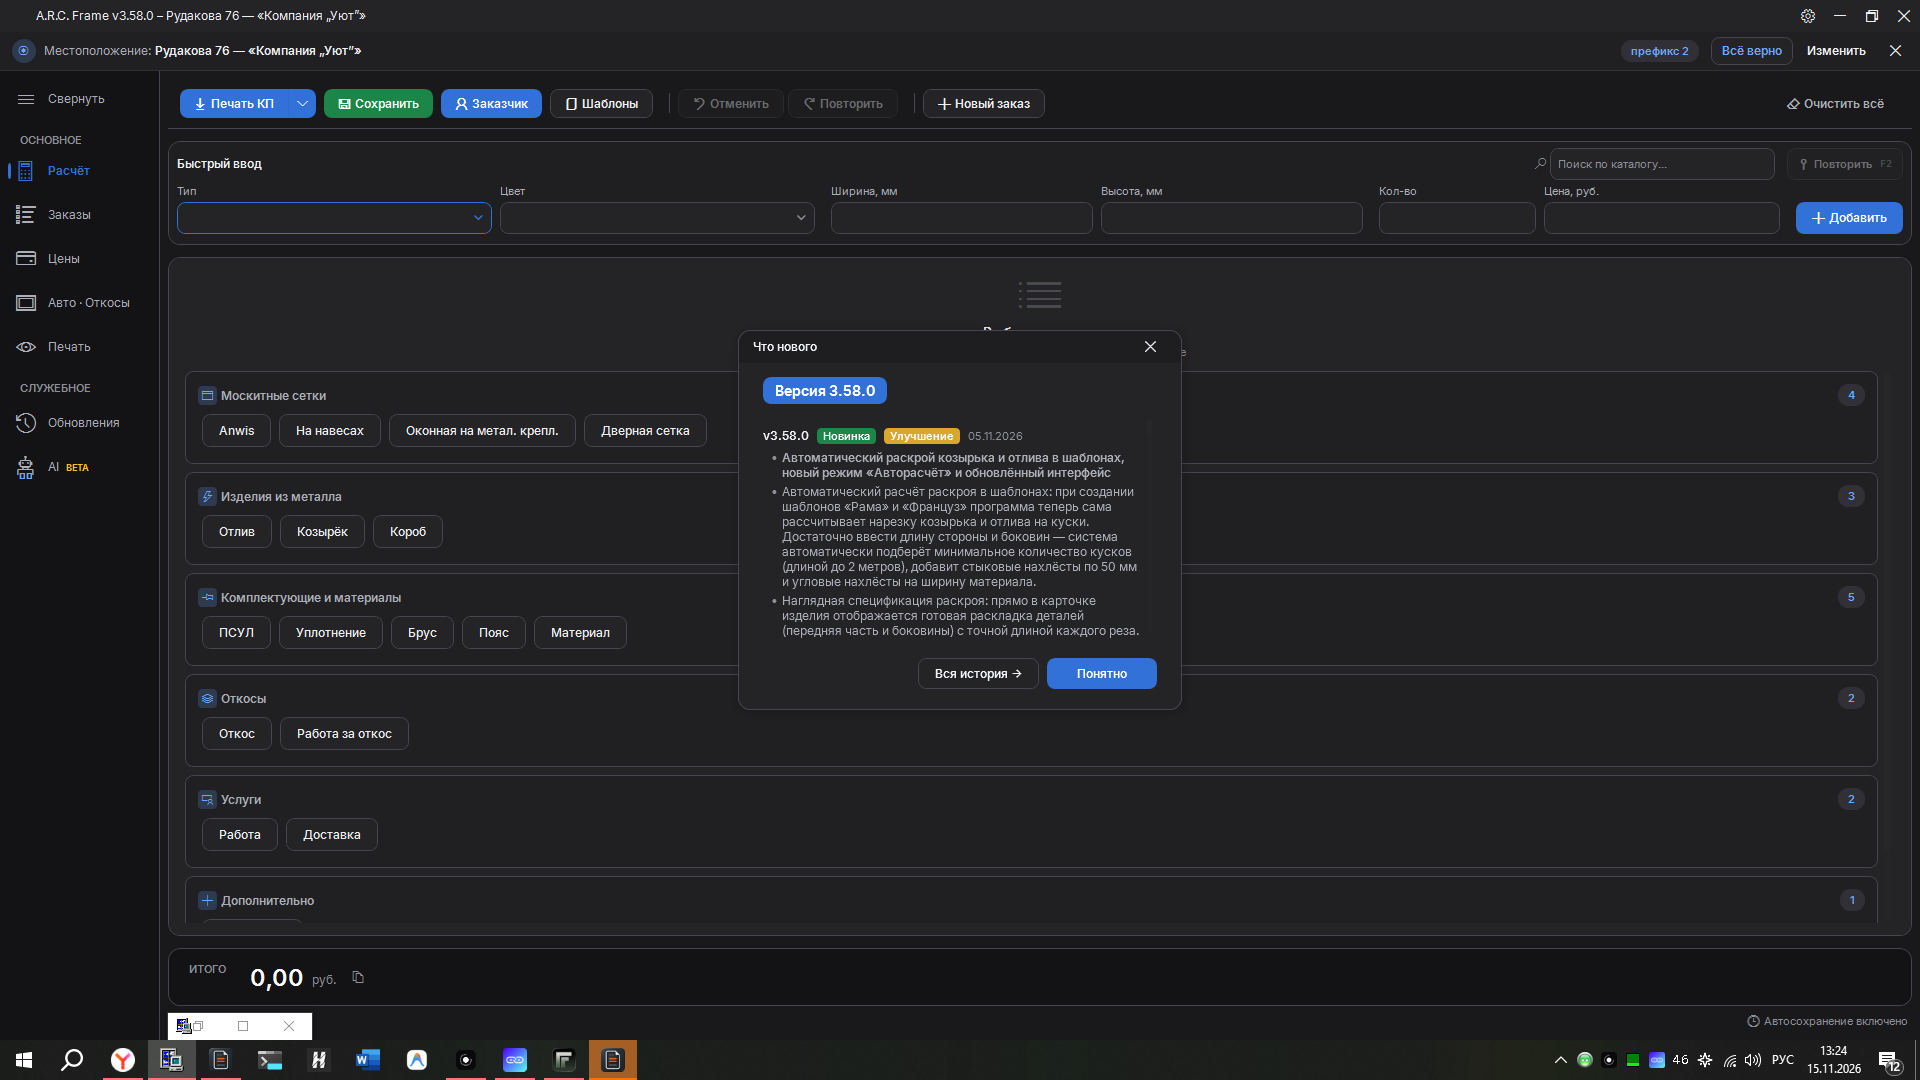 A.R.C. Frame v3.58.0 – Рудакова 76 — «Компания „Уют"»
Местоположение: Рудакова 76 — «Компания „Уют"»
префикс 2
Всё верно
Изменить
Свернуть
ОСНОВНОЕ
Расчёт
Заказы
Цены
Авто · Откосы
Печать
СЛУЖЕБНОЕ
Обновления
AI BETA
Печать КП
Сохранить
Заказчик
Шаблоны
Отменить
Повторить
Новый заказ
Очистить всё
Быстрый ввод
Поиск по каталогу...
Повторить F2
Тип
Цвет
Ширина, мм
Высота, мм
Кол-во
Цена, руб.
Добавить
Москитные сетки
4
Anwis
На навесах
Оконная на метал. крепл.
Дверная сетка
Изделия из металла
3
Отлив
Козырёк
Короб
Комплектующие и материалы
5
ПСУЛ
Уплотнение
Брус
Пояс
Материал
Откосы
2
Откос
Работа за откос
Услуги
2
Работа
Доставка
Дополнительно
1
Что нового
Версия 3.58.0
v3.58.0 Новинка Улучшение 05.11.2026
• Автоматический раскрой козырька и отлива в шаблонах,
новый режим «Авторасчёт» и обновлённый интерфейс
• Автоматический расчёт раскроя в шаблонах: при создании
шаблонов «Рама» и «Француз» программа теперь сама
рассчитывает нарезку козырька и отлива на куски.
Достаточно ввести длину стороны и боковин — система
автоматически подберёт минимальное количество кусков
(длиной до 2 метров), добавит стыковые нахлёсты по 50 мм
и угловые нахлёсты на ширину материала.
• Наглядная спецификация раскроя: прямо в карточке
изделия отображается готовая раскладка деталей
(передняя часть и боковины) с точной длиной каждого реза.
Вся история →
Понятно
ИТОГО
0,00 руб.
Автосохранение включено
46
РУС
13:24
15.11.2026
12